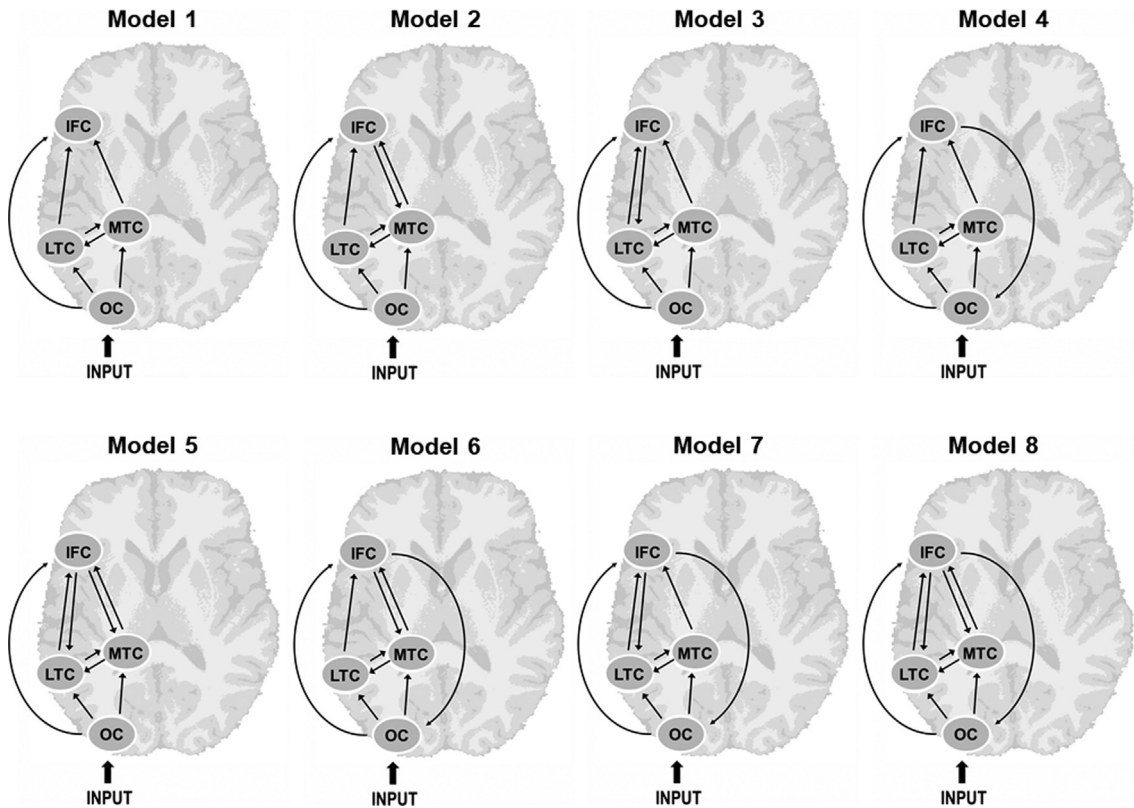 Model 1 Model 2 Model 3 Model 4
IFC IFC IFC IFC
MTC MTC MTC MTC
LTC LTC LTC LTC
OC OC OC OC
INPUT INPUT INPUT INPUT
Model 5 Model 6 Model 7 Model 8
IFC IFC IFC IFC
MTC MTC MTC MTC
LTC LTC LTC LTC
OC OC OC OC
INPUT INPUT INPUT INPUT